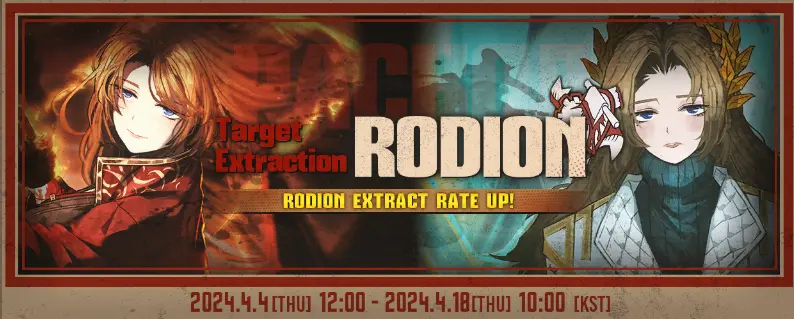 Target
Extraction
RODION
RODION EXTRACT RATE UP!
2024.4.4[THU] 12:00 - 2024.4.18[THU] 10:00 [KST]